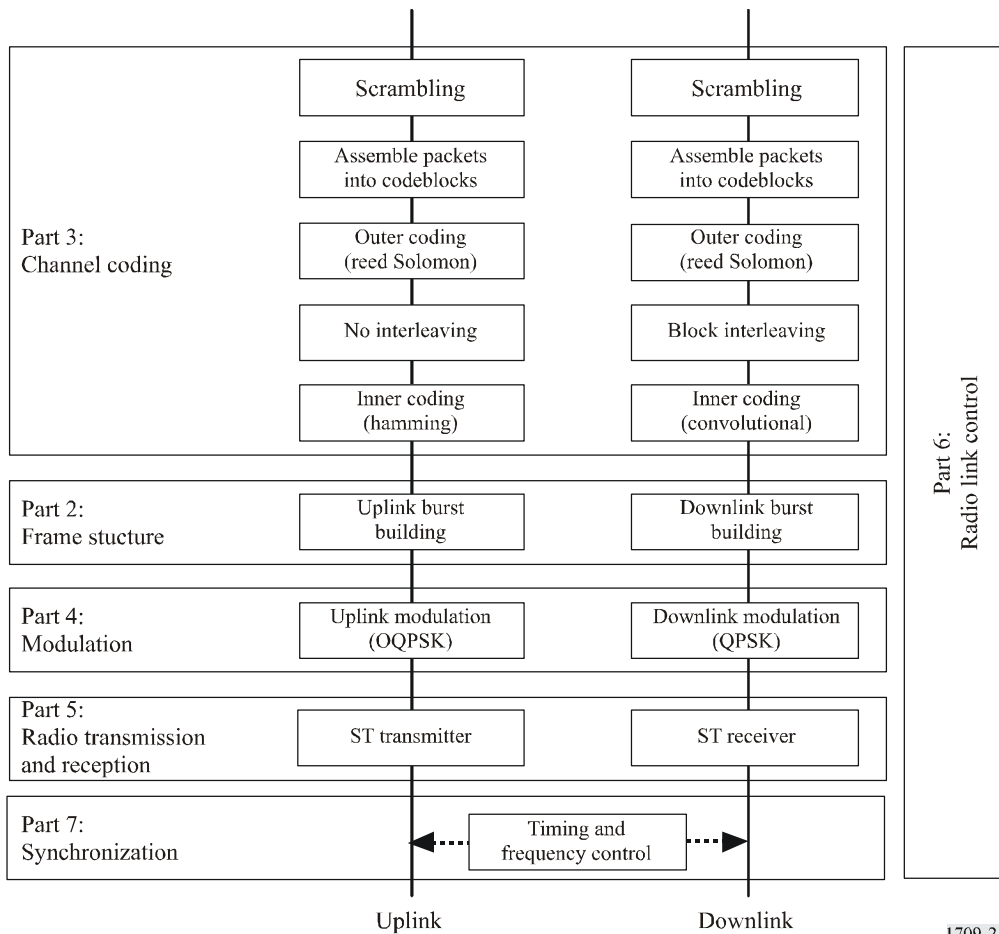 Scrambling
Scrambling
Assemble packets
into codeblocks
Assemble packets
into codeblocks
Part 3:
Channel coding
Outer coding
(reed Solomon)
Outer coding
(reed Solomon)
No interleaving
Block interleaving
Inner coding
(hamming)
Inner coding
(convolutional)
Part 2:
Frame stucture
Uplink burst
building
Downlink burst
building
Part 4:
Modulation
Uplink modulation
(OQPSK)
Downlink modulation
(QPSK)
Part 5:
Radio transmission
and reception
ST transmitter
ST receiver
Part 7:
Synchronization
Timing and
frequency control
Uplink
Downlink
Part 6:
Radio link control
1709-2